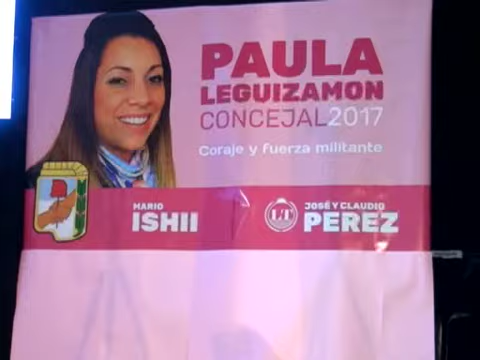 PAULA
LEGUIZAMON
CONCEJAL2017
Coraje y fuerza militante
MARIO
ISHII
LT
JOSÉ Y CLAUDIO
PEREZ